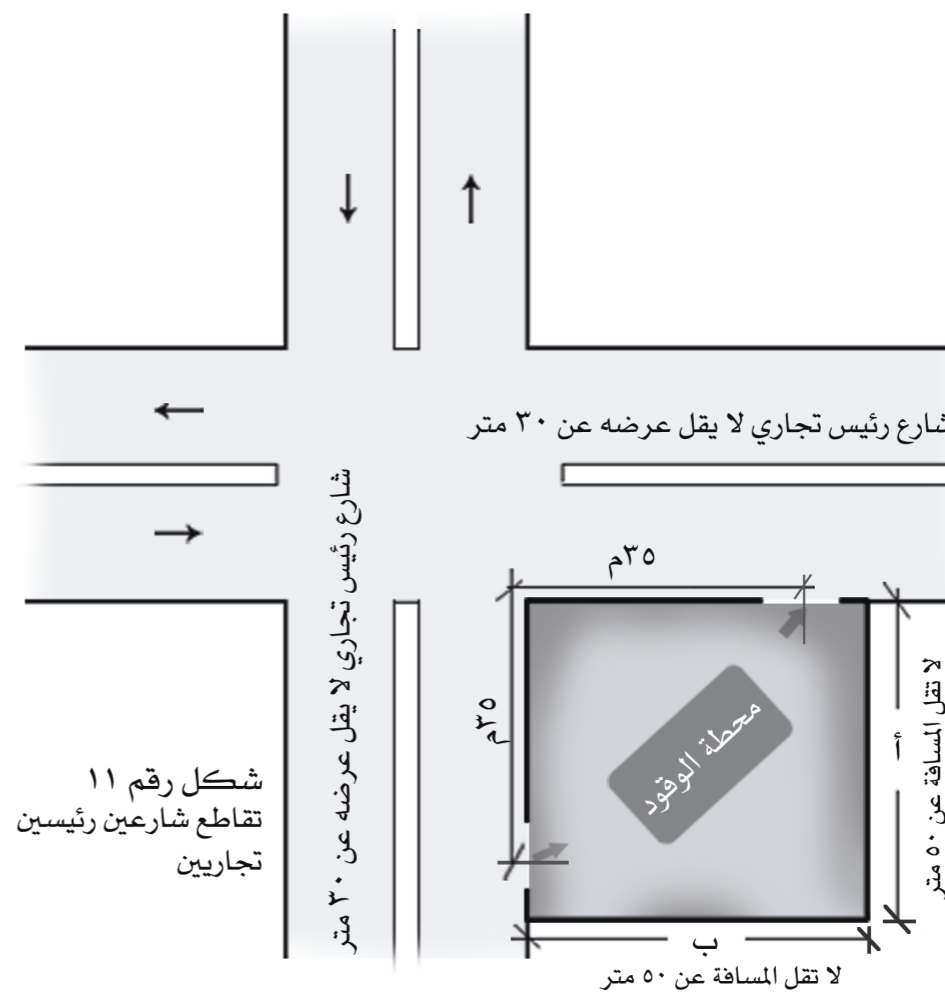 شارع رئيس تجاري لا يقل عرضه عن ٣٠ متر
شارع رئيس تجاري لا يقل عرضه عن ٣٠ متر
٣٥م
٣٥م
محطة الوقود
أ
لا تقل المسافة عن ٥٠ متر
ب
لا تقل المسافة عن ٥٠ متر
شكل رقم ١١
تقاطع شارعين رئيسين
تجاريين